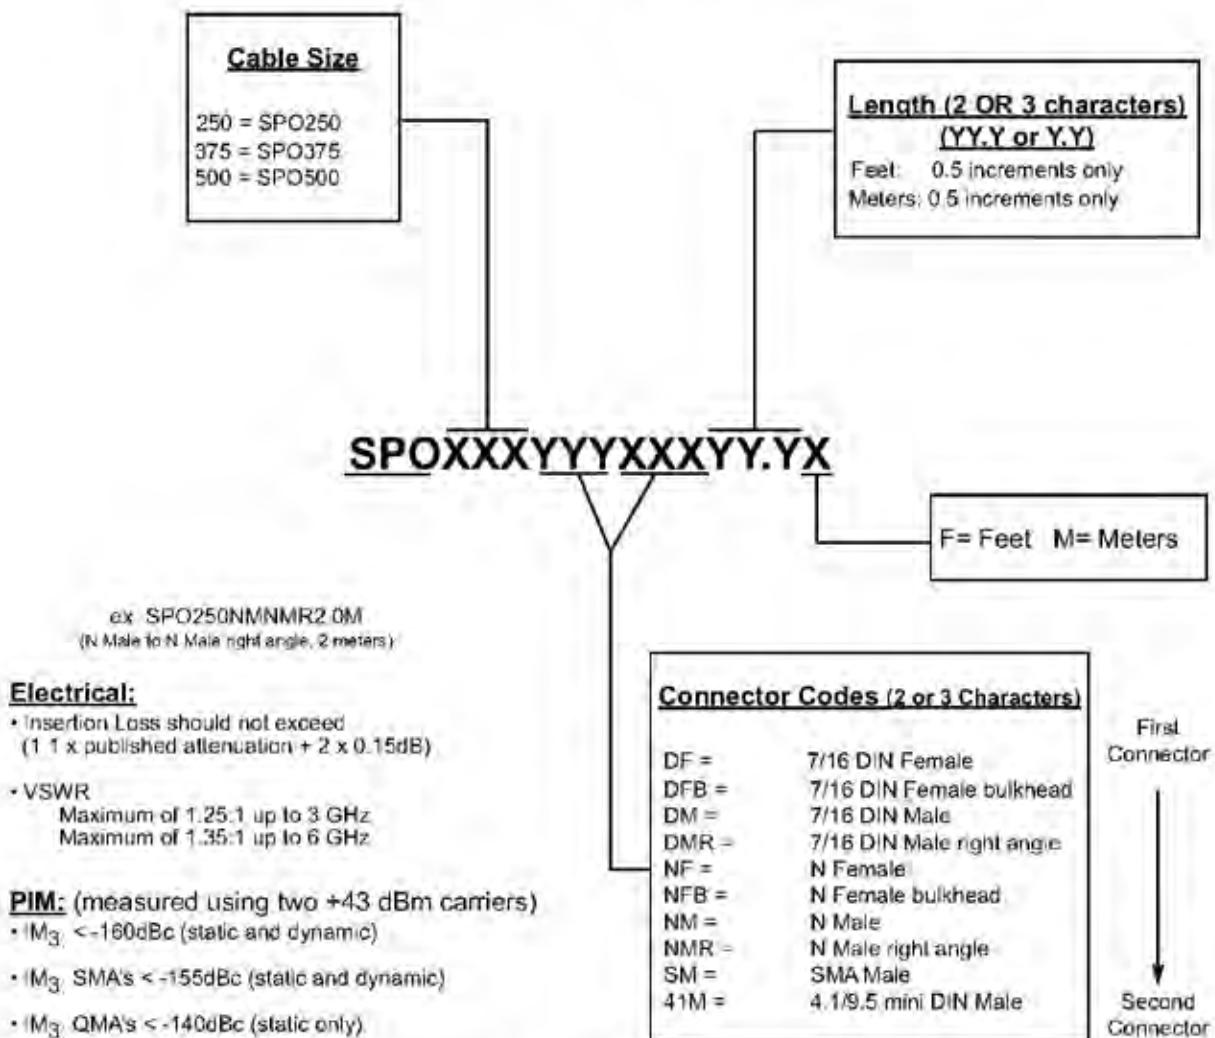 Cable Size
250 = SPO250
375 = SPO375
500 = SPO500
Length (2 OR 3 characters)
(YY.Y or Y.Y)
Feet: 0.5 increments only
Meters: 0.5 increments only
SPOXXXYYYXXXYY.YX
F= Feet M= Meters
ex SPO250NMNMR2.0M
(N Male to N Male right angle, 2 meters)
Electrical:
• Insertion Loss should not exceed
(1.1 x published attenuation + 2 x 0.15dB)
• VSWR
Maximum of 1.25:1 up to 3 GHz
Maximum of 1.35:1 up to 6 GHz
PIM: (measured using two +43 dBm carriers)
• IM3 <-160dBc (static and dynamic)
• IM3 SMA's < -155dBc (static and dynamic)
• IM3 QMA's < -140dBc (static only)
Connector Codes (2 or 3 Characters)
DF = 7/16 DIN Female
DFB = 7/16 DIN Female bulkhead
DM = 7/16 DIN Male
DMR = 7/16 DIN Male right angle
NF = N Female
NFB = N Female bulkhead
NM = N Male
NMR = N Male right angle
SM = SMA Male
41M = 4.1/9.5 mini DIN Male
First
Connector
Second
Connector